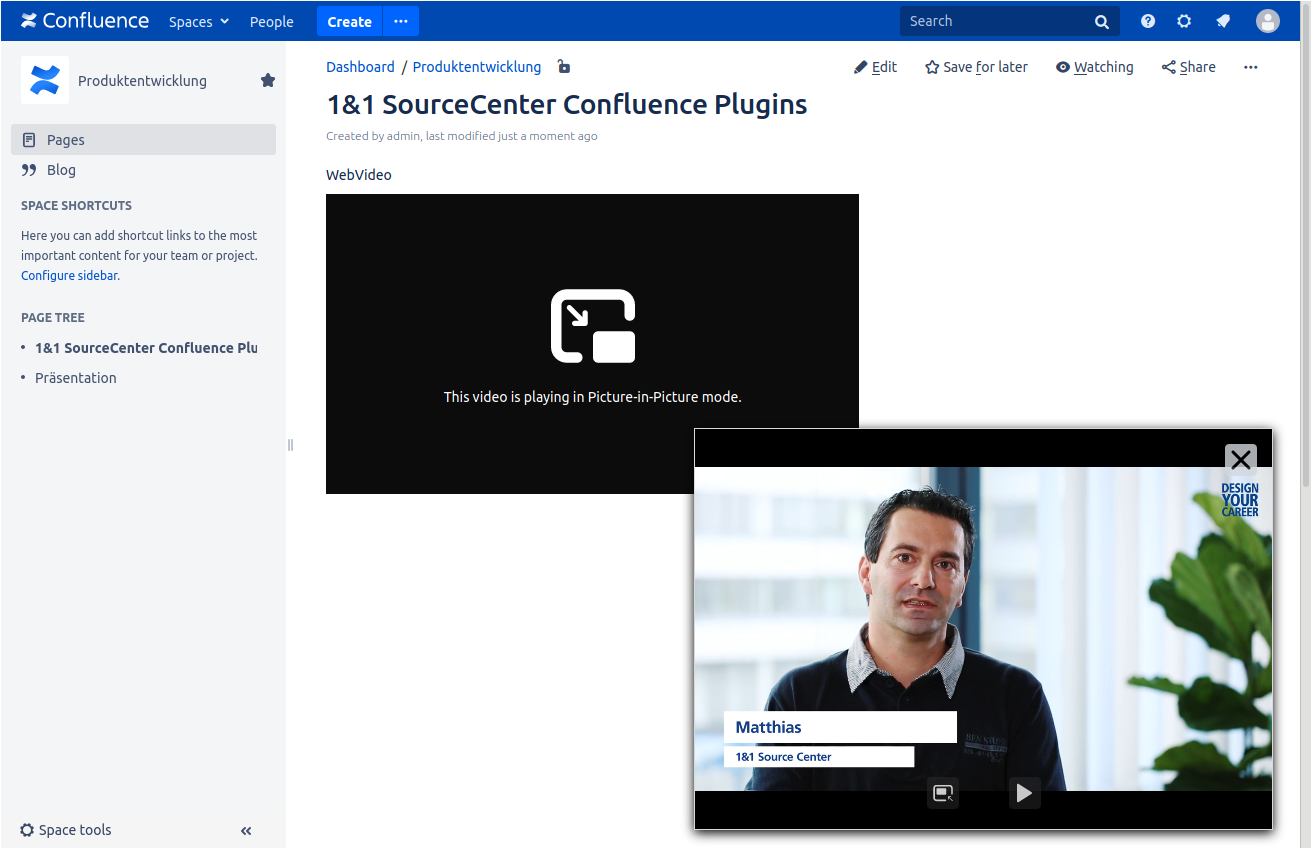 Confluence Spaces People Create Search
Produktentwicklung
Pages
Blog
SPACE SHORTCUTS
Here you can add shortcut links to the most
important content for your team or project.
Configure sidebar.
PAGE TREE
1&1 SourceCenter Confluence Plu
Präsentation
Space tools
Dashboard / Produktentwicklung
Edit Save for later Watching Share
1&1 SourceCenter Confluence Plugins
Created by admin, last modified just a moment ago
WebVideo
This video is playing in Picture-in-Picture mode.
DESIGN
YOUR
CAREER
Matthias
1&1 Source Center